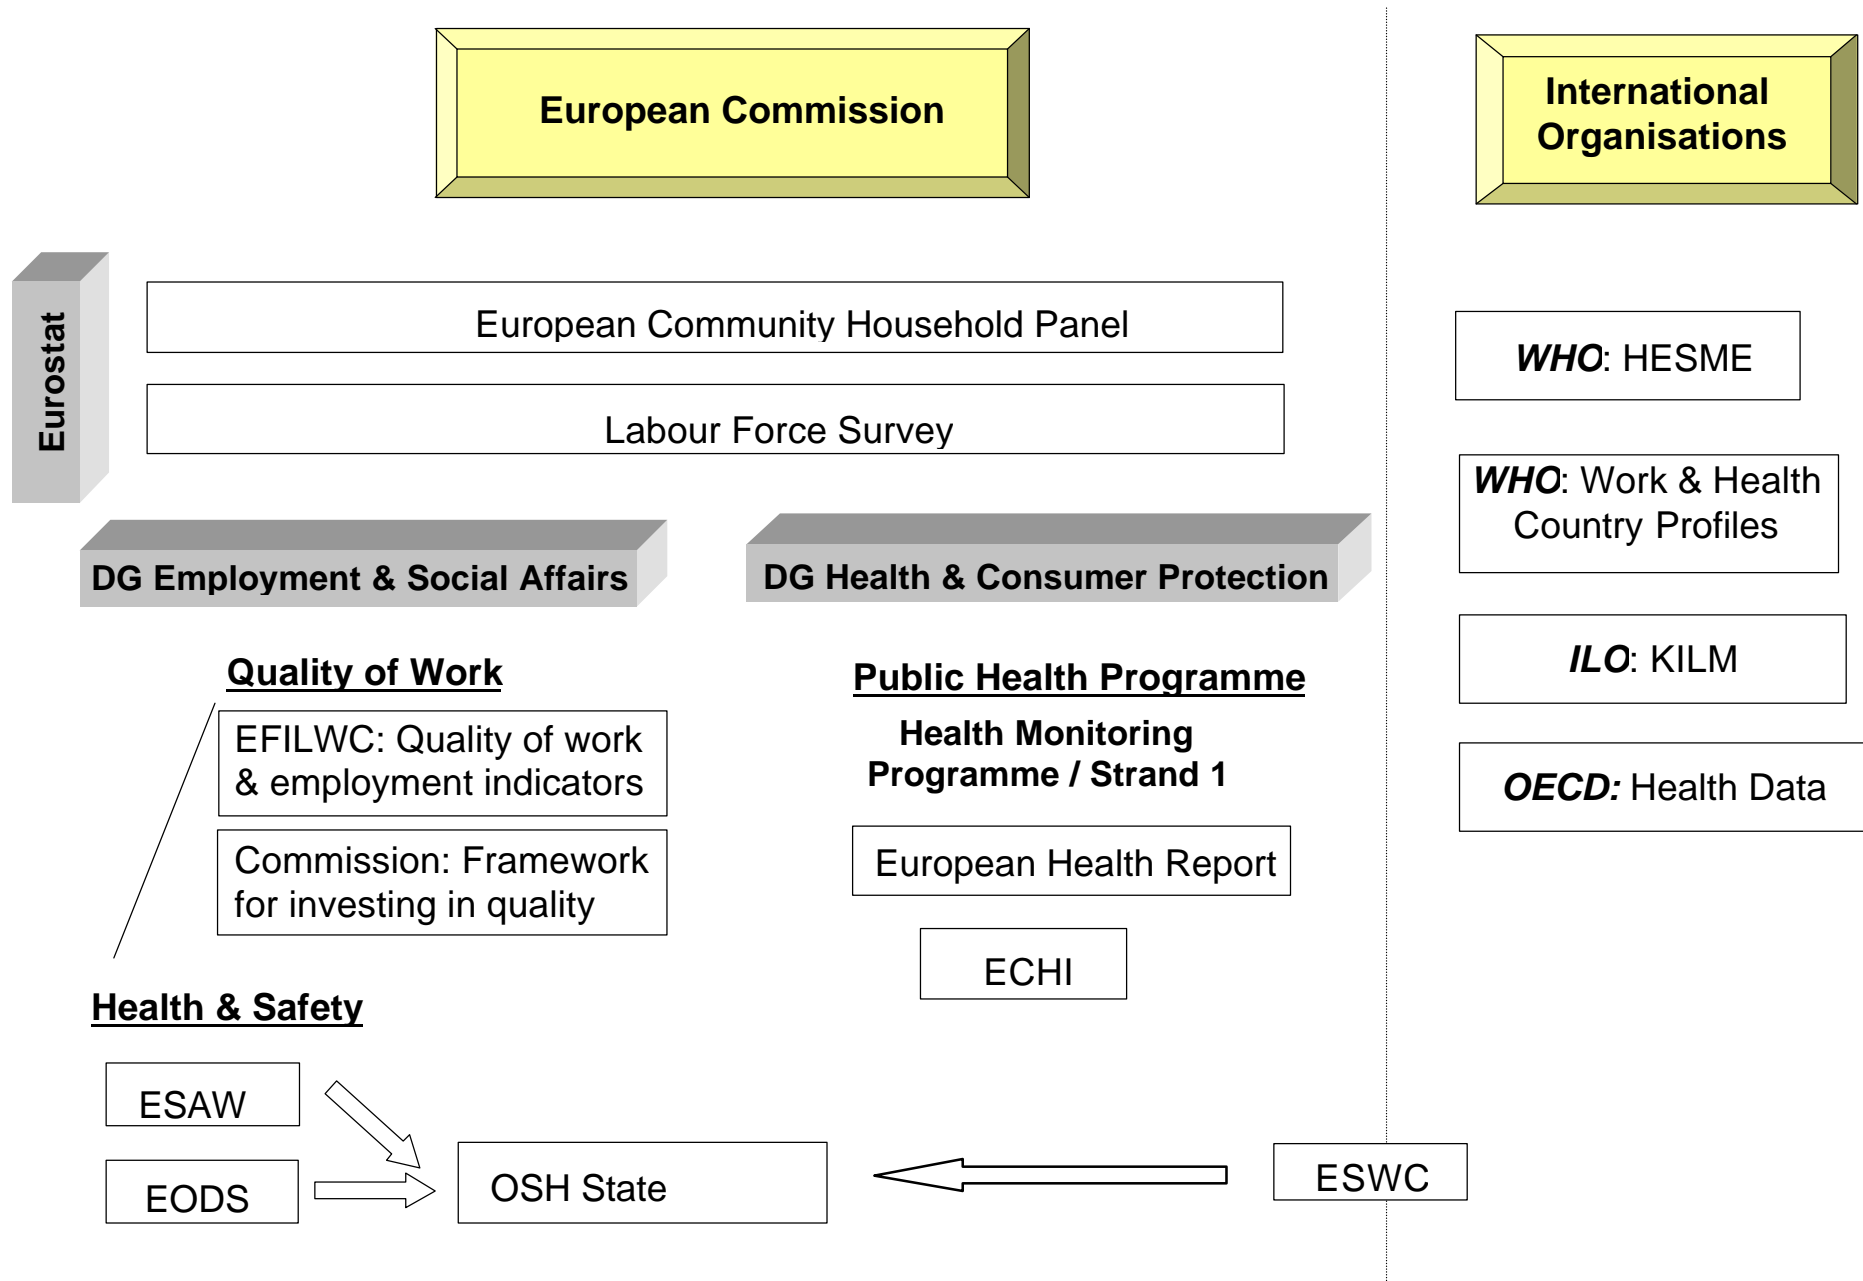 European Commission
International
Organisations
Eurostat
European Community Household Panel
Labour Force Survey
WHO: HESME
WHO: Work & Health
Country Profiles
ILO: KILM
OECD: Health Data
DG Employment & Social Affairs
DG Health & Consumer Protection
Quality of Work
EFILWC: Quality of work
& employment indicators
Commission: Framework
for investing in quality
Public Health Programme
Health Monitoring
Programme / Strand 1
European Health Report
ECHI
Health & Safety
ESAW
EODS
OSH State
ESWC